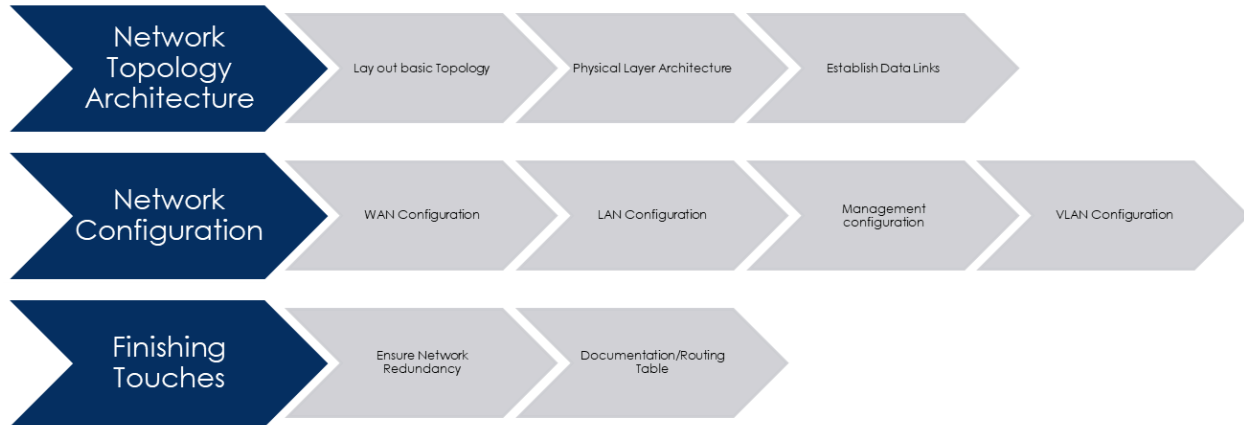 Network
Topology
Architecture
Lay out basic Topology
Physical Layer Architecture
Establish Data Links
Network
Configuration
WAN Configuration
LAN Configuration
Management
configuration
VLAN Configuration
Finishing
Touches
Ensure Network
Redundancy
Documentation/Routing
Table